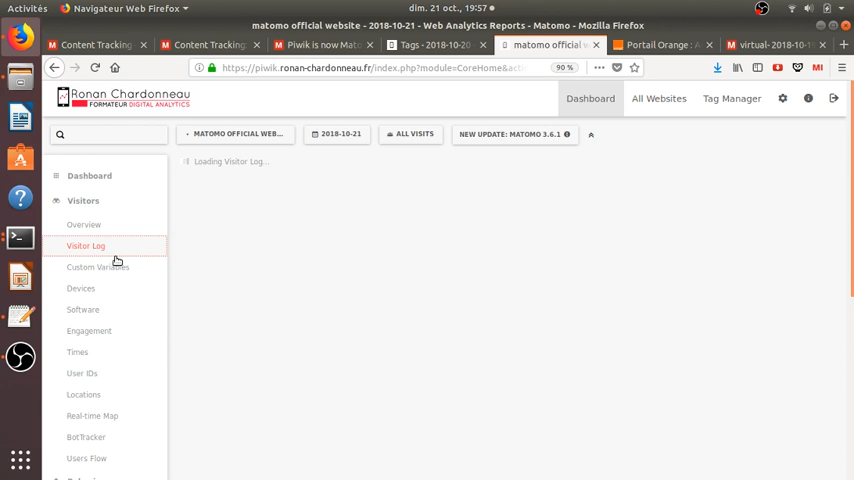 Activités
Navigateur Web Firefox
dim. 21 oct., 19:57
matomo official website - 2018-10-21 - Web Analytics Reports - Matomo - Mozilla Firefox
Content Tracking
Content Tracking:
Piwik is now Mato
Tags - 2018-10-20
matomo official w
Portail Orange : A
virtual-2018-10-1
https://piwik.ronan-chardonneau.fr/index.php?module=CoreHome&acti
90 %
Ronan Chardonneau
FORMATEUR DIGITAL ANALYTICS
Dashboard
All Websites
Tag Manager
MATOMO OFFICIAL WEB...
2018-10-21
ALL VISITS
NEW UPDATE: MATOMO 3.6.1
Loading Visitor Log...
Dashboard
Visitors
Overview
Visitor Log
Custom Variables
Devices
Software
Engagement
Times
User IDs
Locations
Real-time Map
BotTracker
Users Flow